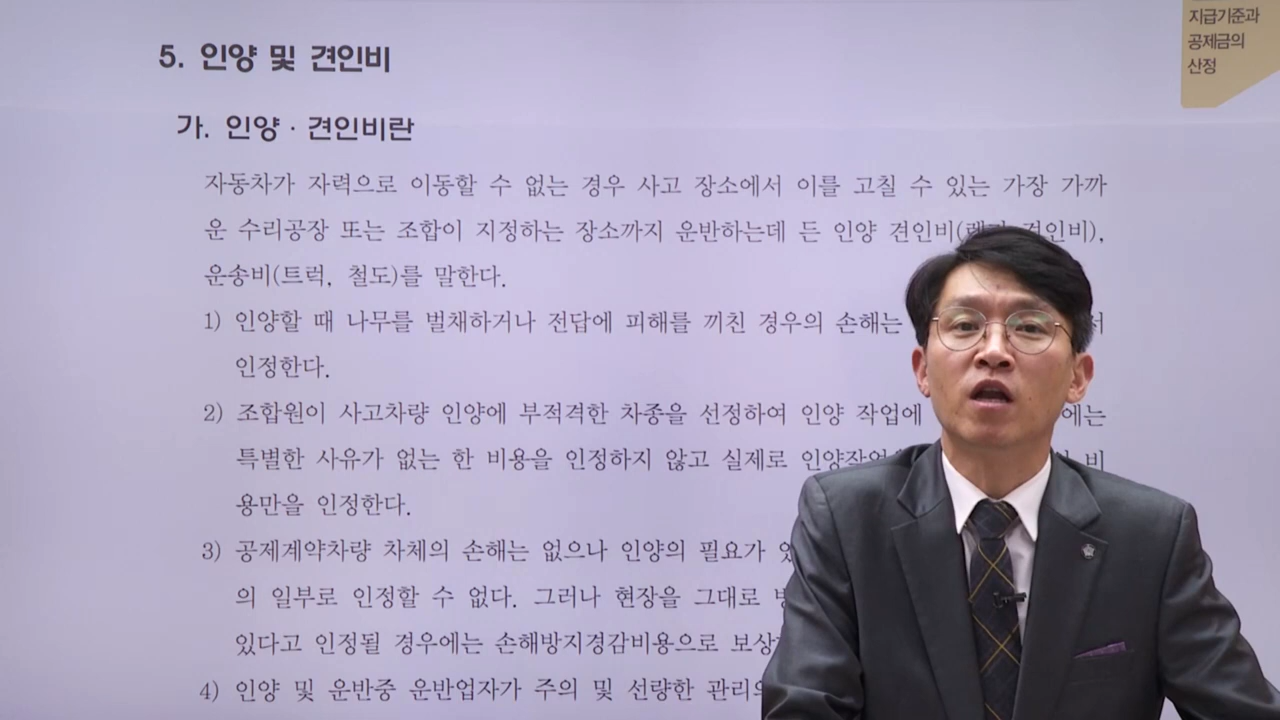 지급기준과
공제금의
산정
5. 인양 및 견인비
가. 인양 · 견인비란
자동차가 자력으로 이동할 수 없는 경우 사고 장소에서 이를 고칠 수 있는 가장 가까
운 수리공장 또는 조합이 지정하는 장소까지 운반하는데 든 인양 견인비(렉카 견인비),
운송비(트럭, 철도)를 말한다.
1) 인양할 때 나무를 벌채하거나 전답에 피해를 끼친 경우의 손해는
인정한다.
2) 조합원이 사고차량 인양에 부적격한 차종을 선정하여 인양 작업에
특별한 사유가 없는 한 비용을 인정하지 않고 실제로 비
용만을 인정한다.
3) 공제계약차량 차체의 손해는 없으나 인양의 필요가
의 일부로 인정할 수 없다. 그러나 현장을 그대로
있다고 인정될 경우에는 손해방지경감비용으로
4) 인양 및 운반중 운반업자가 주의 및 선량한